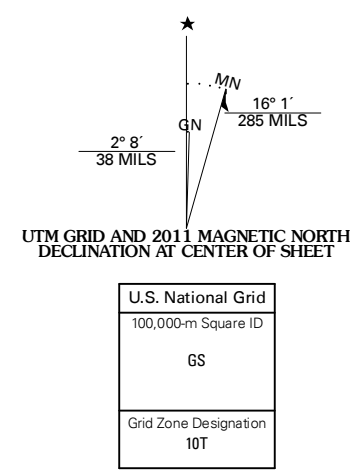 MN
GN
16° 1´
285 MILS
2° 8´
38 MILS
UTM GRID AND 2011 MAGNETIC NORTH
DECLINATION AT CENTER OF SHEET
U.S. National Grid
100,000-m Square ID
GS
Grid Zone Designation
10T